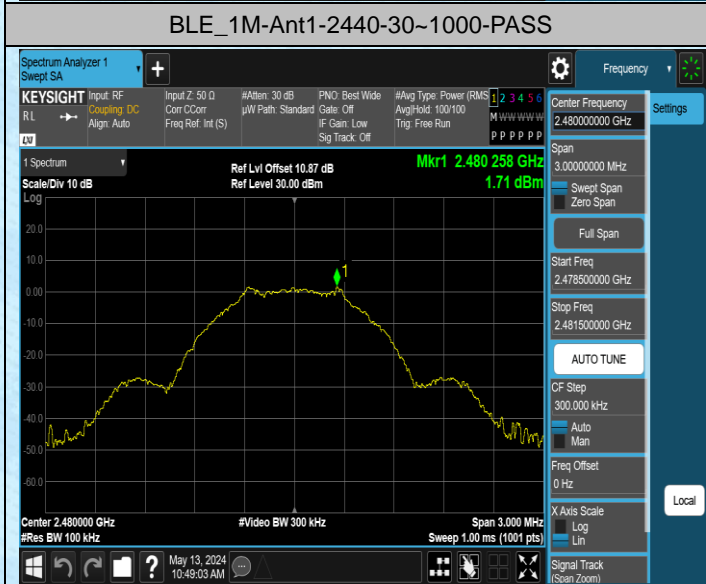 BLE_1M-Ant1-2440-30~1000-PASS
Spectrum Analyzer 1
Swept SA
Frequency
KEYSIGHT
RL
LXI
Input: RF
Coupling: DC
Align: Auto
Input Z: 50 Ω
Corr CCorr
Freq Ref: Int (S)
#Atten: 30 dB
µW Path: Standard
PNO: Best Wide
Gate: Off
IF Gain: Low
Sig Track: Off
#Avg Type: Power (RMS
Avg|Hold: 100/100
Trig: Free Run
1 2 3 4 5 6
M W W W W W
P P P P P P
1 Spectrum
Scale/Div 10 dB
Log
Ref Lvl Offset 10.87 dB
Ref Level 30.00 dBm
Mkr1 2.480 258 GHz
1.71 dBm
20.0
10.0
0.00
-10.0
-20.0
-30.0
-40.0
-50.0
-60.0
1
Center 2.480000 GHz
#Res BW 100 kHz
#Video BW 300 kHz
Span 3.000 MHz
Sweep 1.00 ms (1001 pts)
May 13, 2024
10:49:03 AM
Center Frequency
2.480000000 GHz
Span
3.00000000 MHz
Swept Span
Zero Span
Full Span
Start Freq
2.478500000 GHz
Stop Freq
2.481500000 GHz
AUTO TUNE
CF Step
300.000 kHz
Auto
Man
Freq Offset
0 Hz
X Axis Scale
Log
Lin
Signal Track
(Span Zoom)
Settings
Local